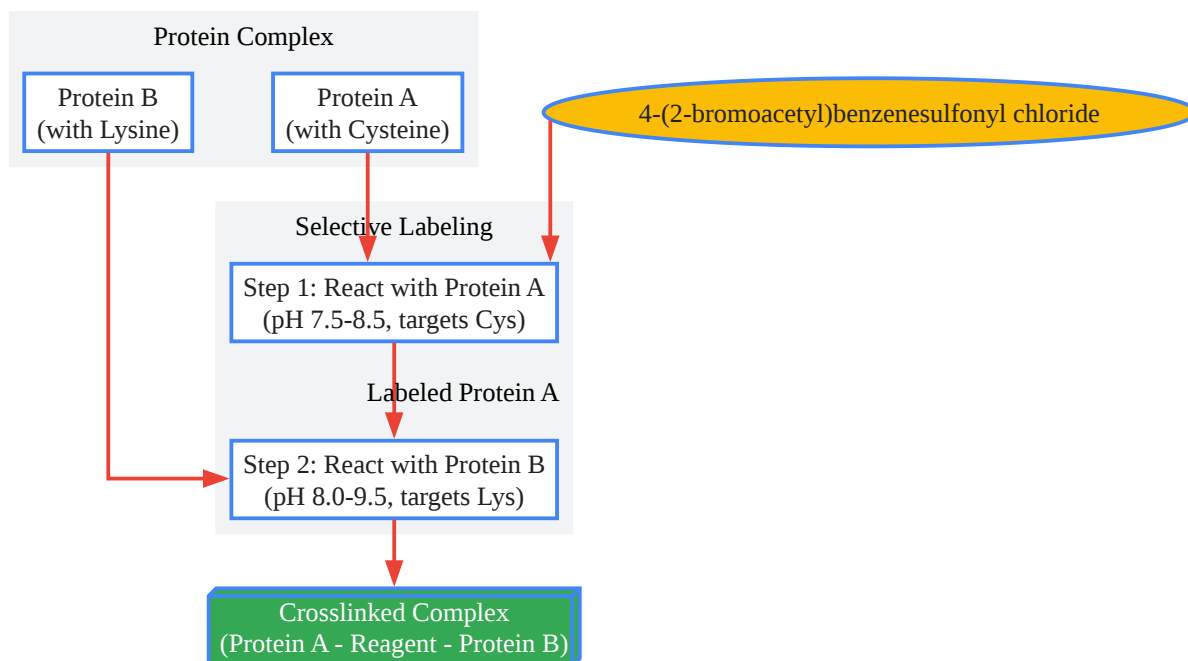 Protein Complex
Protein B
(with Lysine)
Protein A
(with Cysteine)
4-(2-bromoacetyl)benzenesulfonyl chloride
Selective Labeling
Step 1: React with Protein A
(pH 7.5-8.5, targets Cys)
Labeled Protein A
Step 2: React with Protein B
(pH 8.0-9.5, targets Lys)
Crosslinked Complex
(Protein A - Reagent - Protein B)